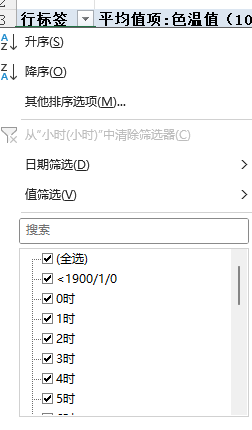 行标签 平均值项:色温值（10
升序(S)
降序(O)
其他排序选项(M)...
从"小时(小时)"中清除筛选器(C)
日期筛选(D)
值筛选(V)
搜索
(全选)
<1900/1/0
0时
1时
2时
3时
4时
5时